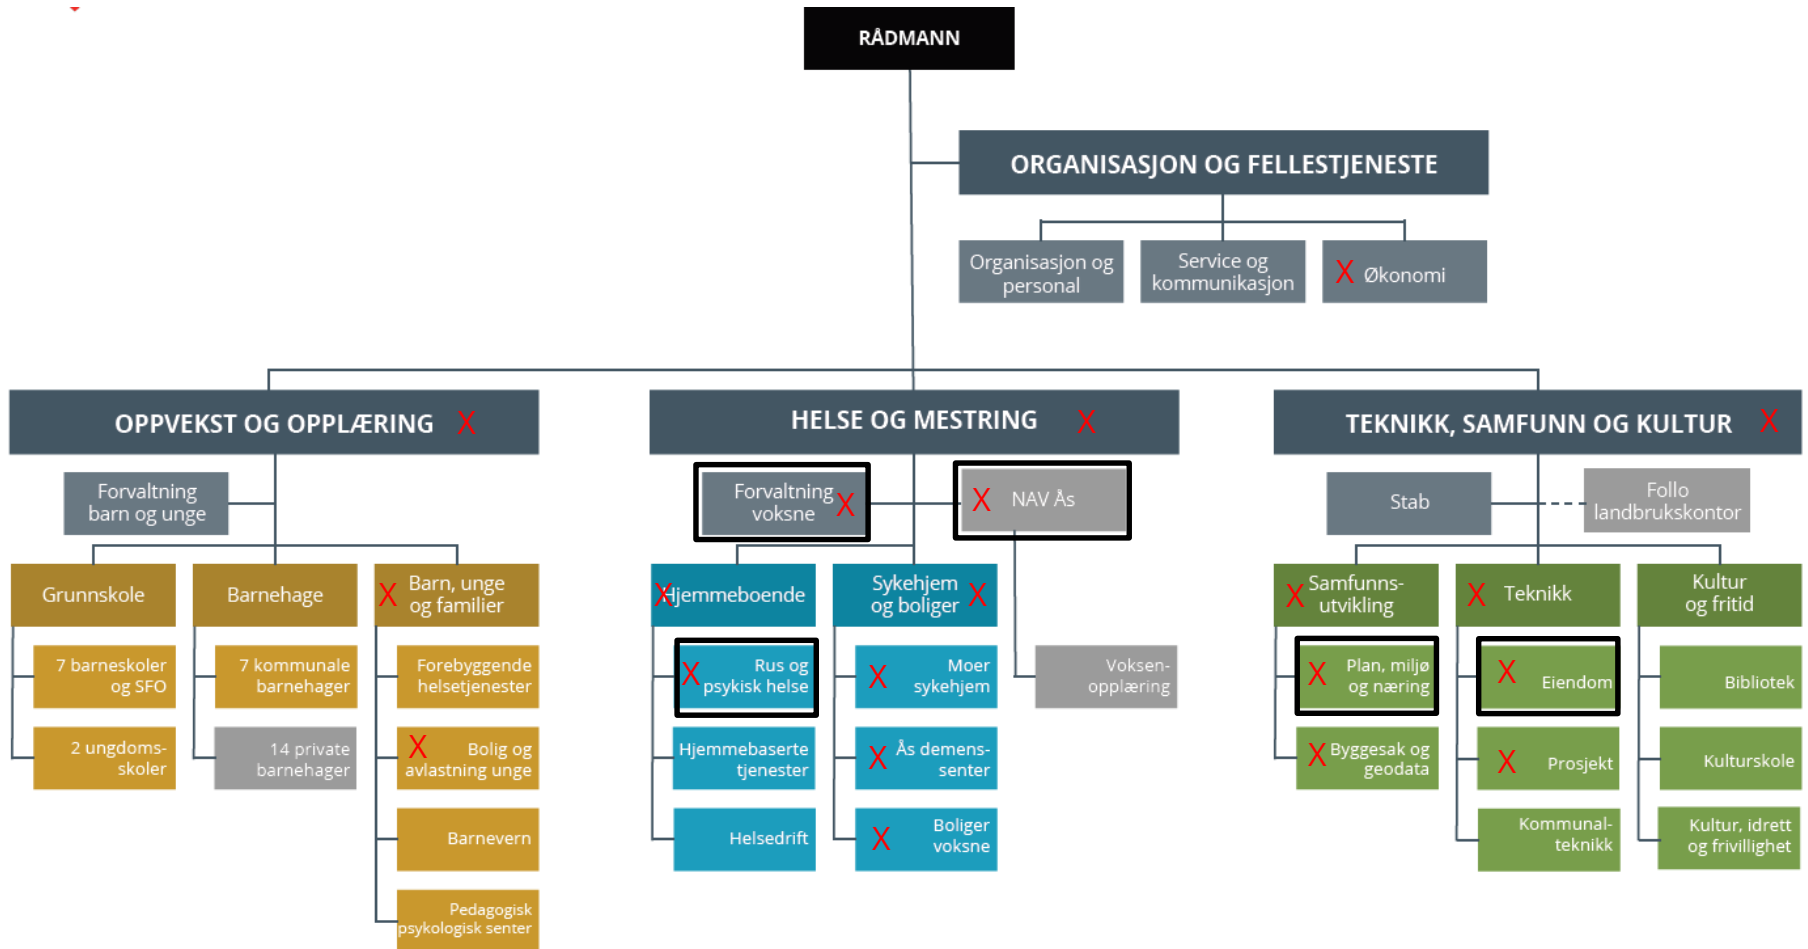 RÅDMANN
ORGANISASJON OG FELLESTJENESTE
Organisasjon og
personal
Service og
kommunikasjon
X Økonomi
OPPVEKST OG OPPLÆRING X
Forvaltning
barn og unge
Grunnskole
7 barneskoler
og SFO
2 ungdoms-
skoler
Barnehage
7 kommunale
barnehager
14 private
barnehager
X Barn, unge
og familier
Forebyggende
helsetjenester
X Bolig og
avlastning unge
Barnevern
Pedagogisk
psykologisk senter
HELSE OG MESTRING X
Forvaltning
voksne X
X NAV Ås
X Hjemmeboende
X Rus og
psykisk helse
Hjemmebaserte
tjenester
Helsedrift
Sykehjem
og boliger X
X Moer
sykehjem
X Ås demens-
senter
X Boliger
voksne
Voksen-
opplæring
TEKNIKK, SAMFUNN OG KULTUR X
Stab
Follo
landbrukskontor
X Samfunns-
utvikling
X Plan, miljø
og næring
X Byggesak og
geodata
X Teknikk
X Eiendom
X Prosjekt
Kommunal-
teknikk
Kultur
og fritid
Bibliotek
Kulturskole
Kultur, idrett
og frivillighet